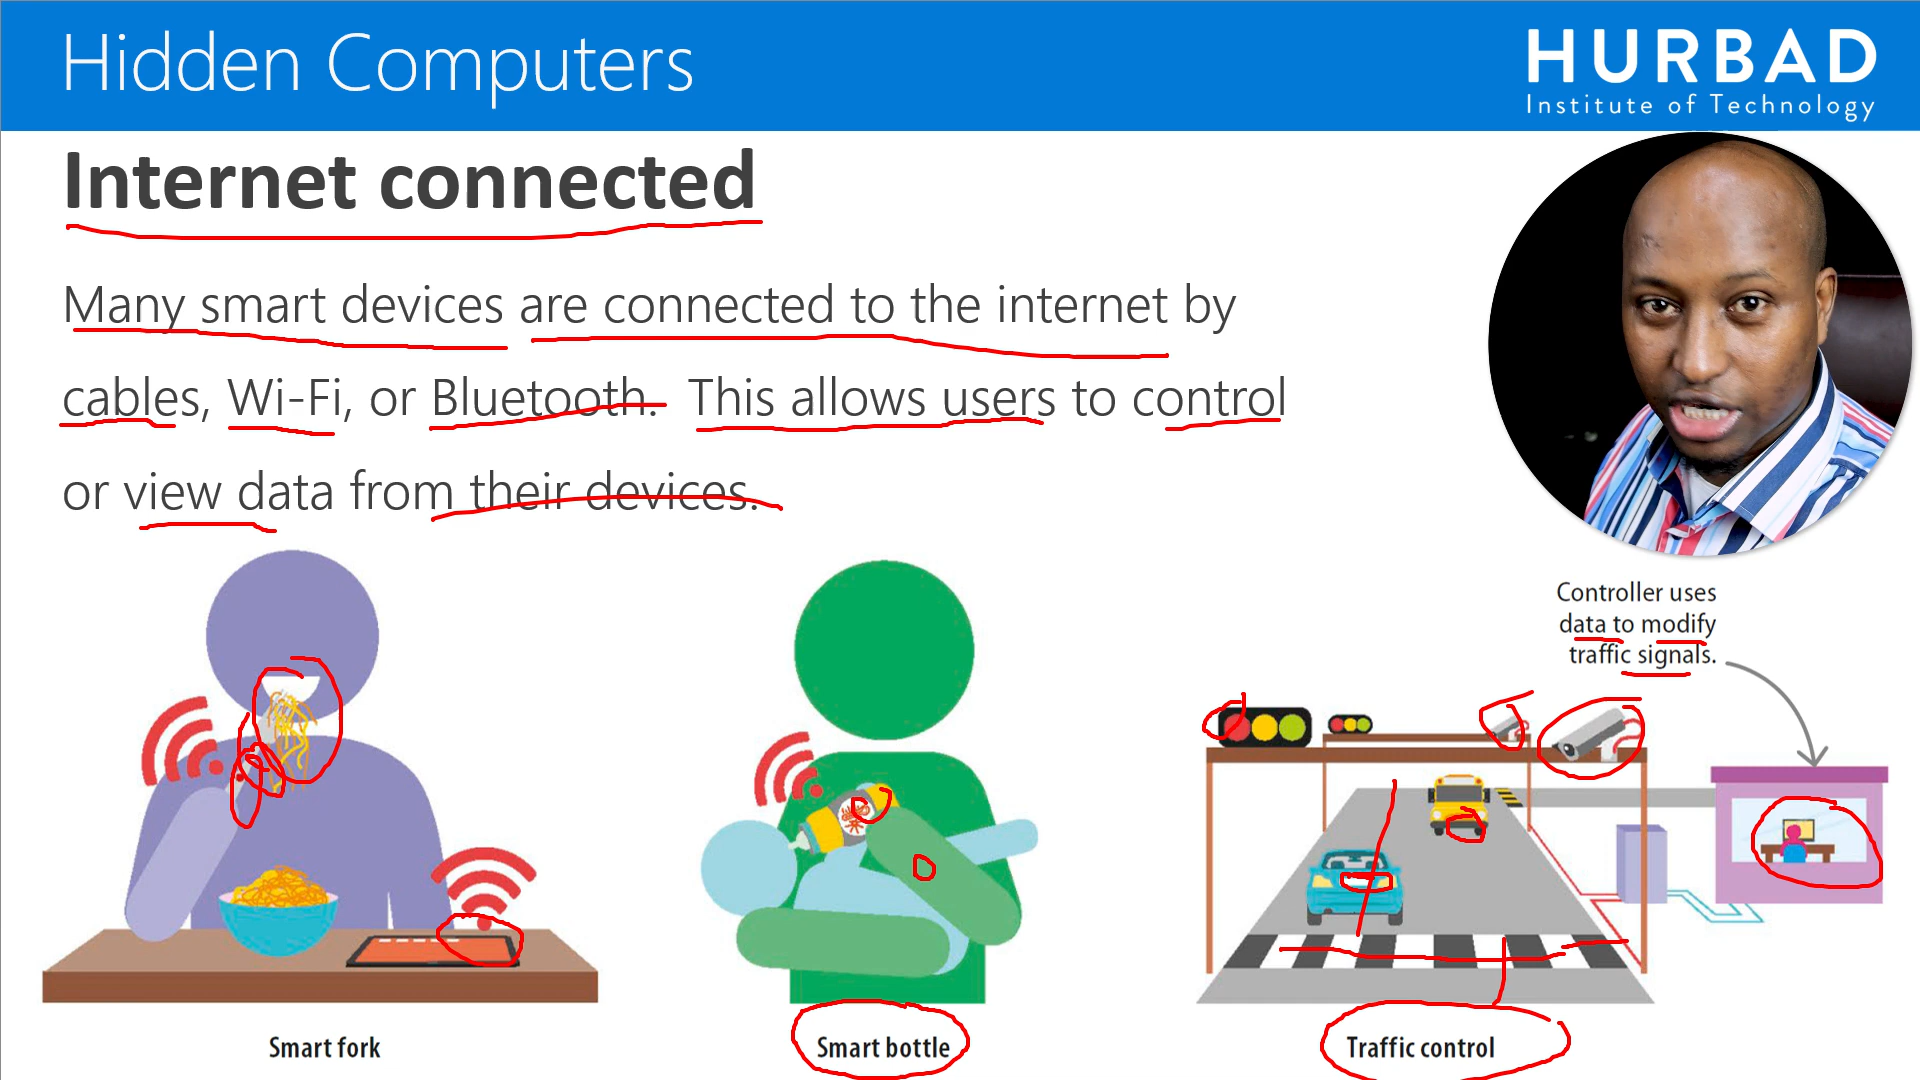 Hidden Computers
HURBAD
Institute of Technology
Internet connected
Many smart devices are connected to the internet by
cables, Wi-Fi, or Bluetooth. This allows users to control
or view data from their devices.
Controller uses
data to modify
traffic signals.
Smart fork
Smart bottle
Traffic control